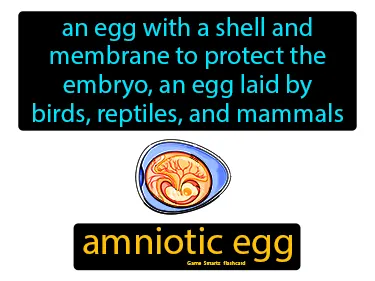 an egg with a shell and
membrane to protect the
embryo, an egg laid by
birds, reptiles, and mammals
amniotic egg
Game Smartz flashcard